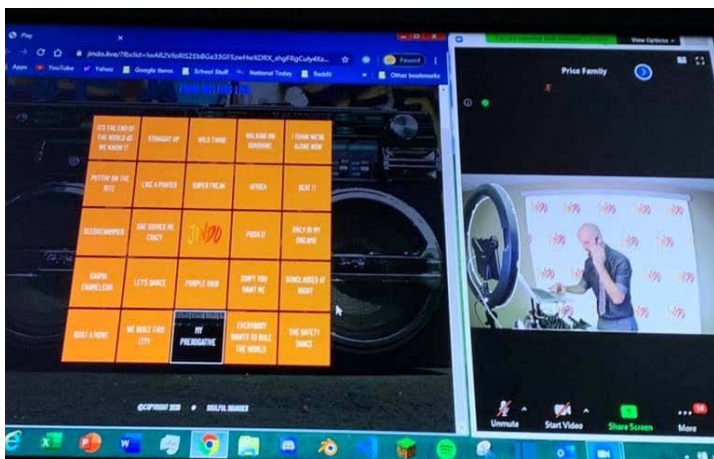 Play
jindo.live/?fbclid=IwAR2VloRISZEbBGa33GFSzwHwXDRX_shgFRgCuly4Xx...
Paused
Apps
YouTube
Yahoo
Google Items
School Stuff
National Today
Reddit
Other bookmarks
IT'S THE END OF
THE WORLD AS
WE KNOW IT
STRAIGHT UP
WILD THING
WALKING ON
SUNSHINE
I THINK WE'RE
ALONE NOW
PUTTIN' ON THE
RITZ
LIKE A PRAYER
SUPER FREAK
AFRICA
BEAT IT
SLEDGEHAMMER
SHE DRIVES ME
CRAZY
JINDO
PUSH IT
ONLY IN MY
DREAMS
KARMA
CHAMELEON
LET'S DANCE
PURPLE RAIN
DON'T YOU
WANT ME
SUNGLASSES AT
NIGHT
BUST A MOVE
WE BUILT THIS
CITY
MY
PREROGATIVE
EVERYBODY
WANTS TO RULE
THE WORLD
THE SAFETY
DANCE
©COPYRIGHT 2020
View Options
Price Family
JINDO
Unmute
Start Video
Share Screen
More